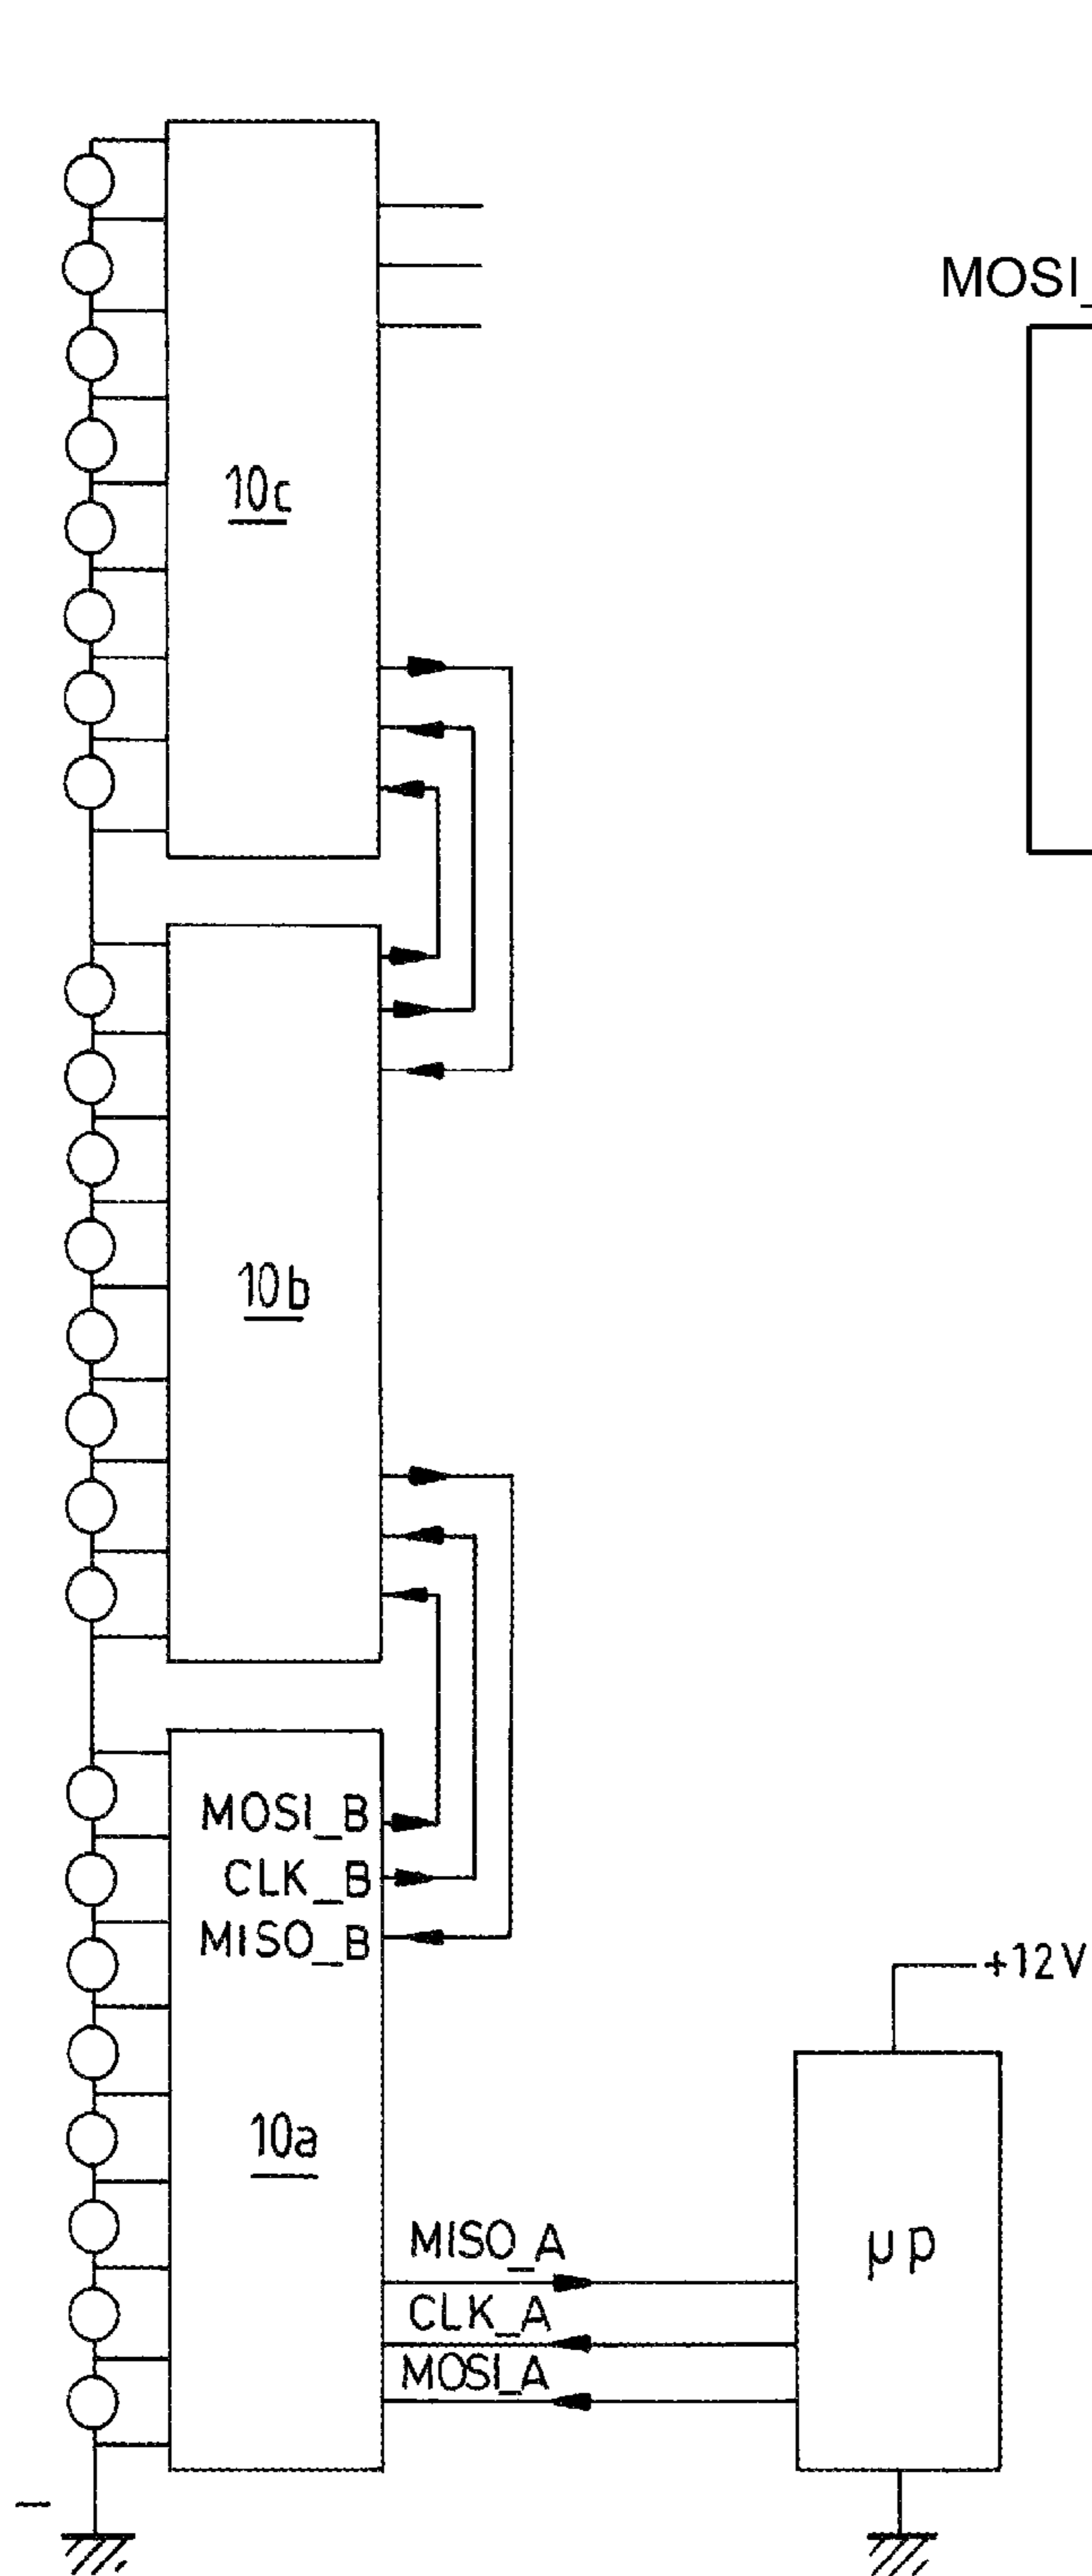 MOSI_
10c
10b
MOSI_B
CLK_B
MISO_B
+12V
10a
MISO_A
µp
CLK_A
MOSI_A
–